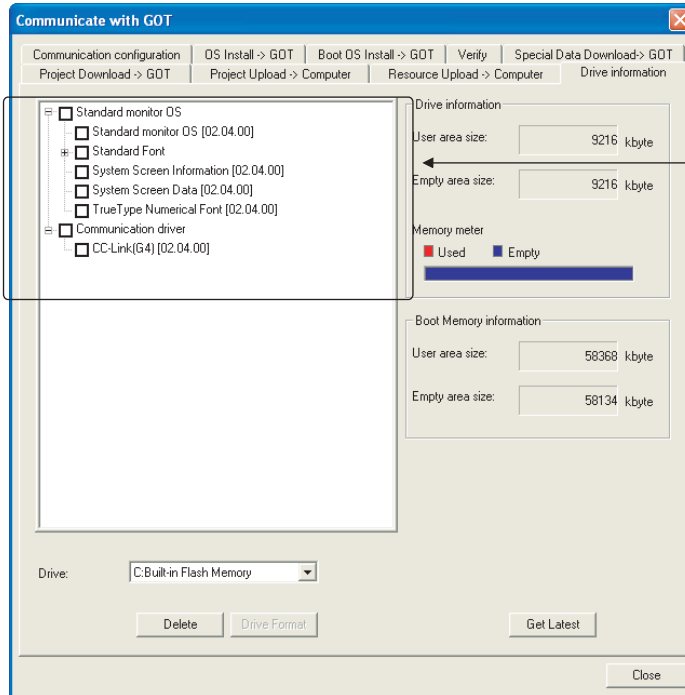 Communicate with GOT
Communication configuration OS Install -> GOT Boot OS Install -> GOT Verify Special Data Download-> GOT
Project Download -> GOT Project Upload -> Computer Resource Upload -> Computer Drive information
Standard monitor OS
Standard monitor OS [02.04.00]
Standard Font
System Screen Information [02.04.00]
System Screen Data [02.04.00]
TrueType Numerical Font [02.04.00]
Communication driver
CC-Link(G4) [02.04.00]
Drive information
User area size: 9216 kbyte
Empty area size: 9216 kbyte
Memory meter
Used Empty
Boot Memory information
User area size: 58368 kbyte
Empty area size: 58134 kbyte
Drive: C:Built-in Flash Memory
Delete Drive Format Get Latest
Close